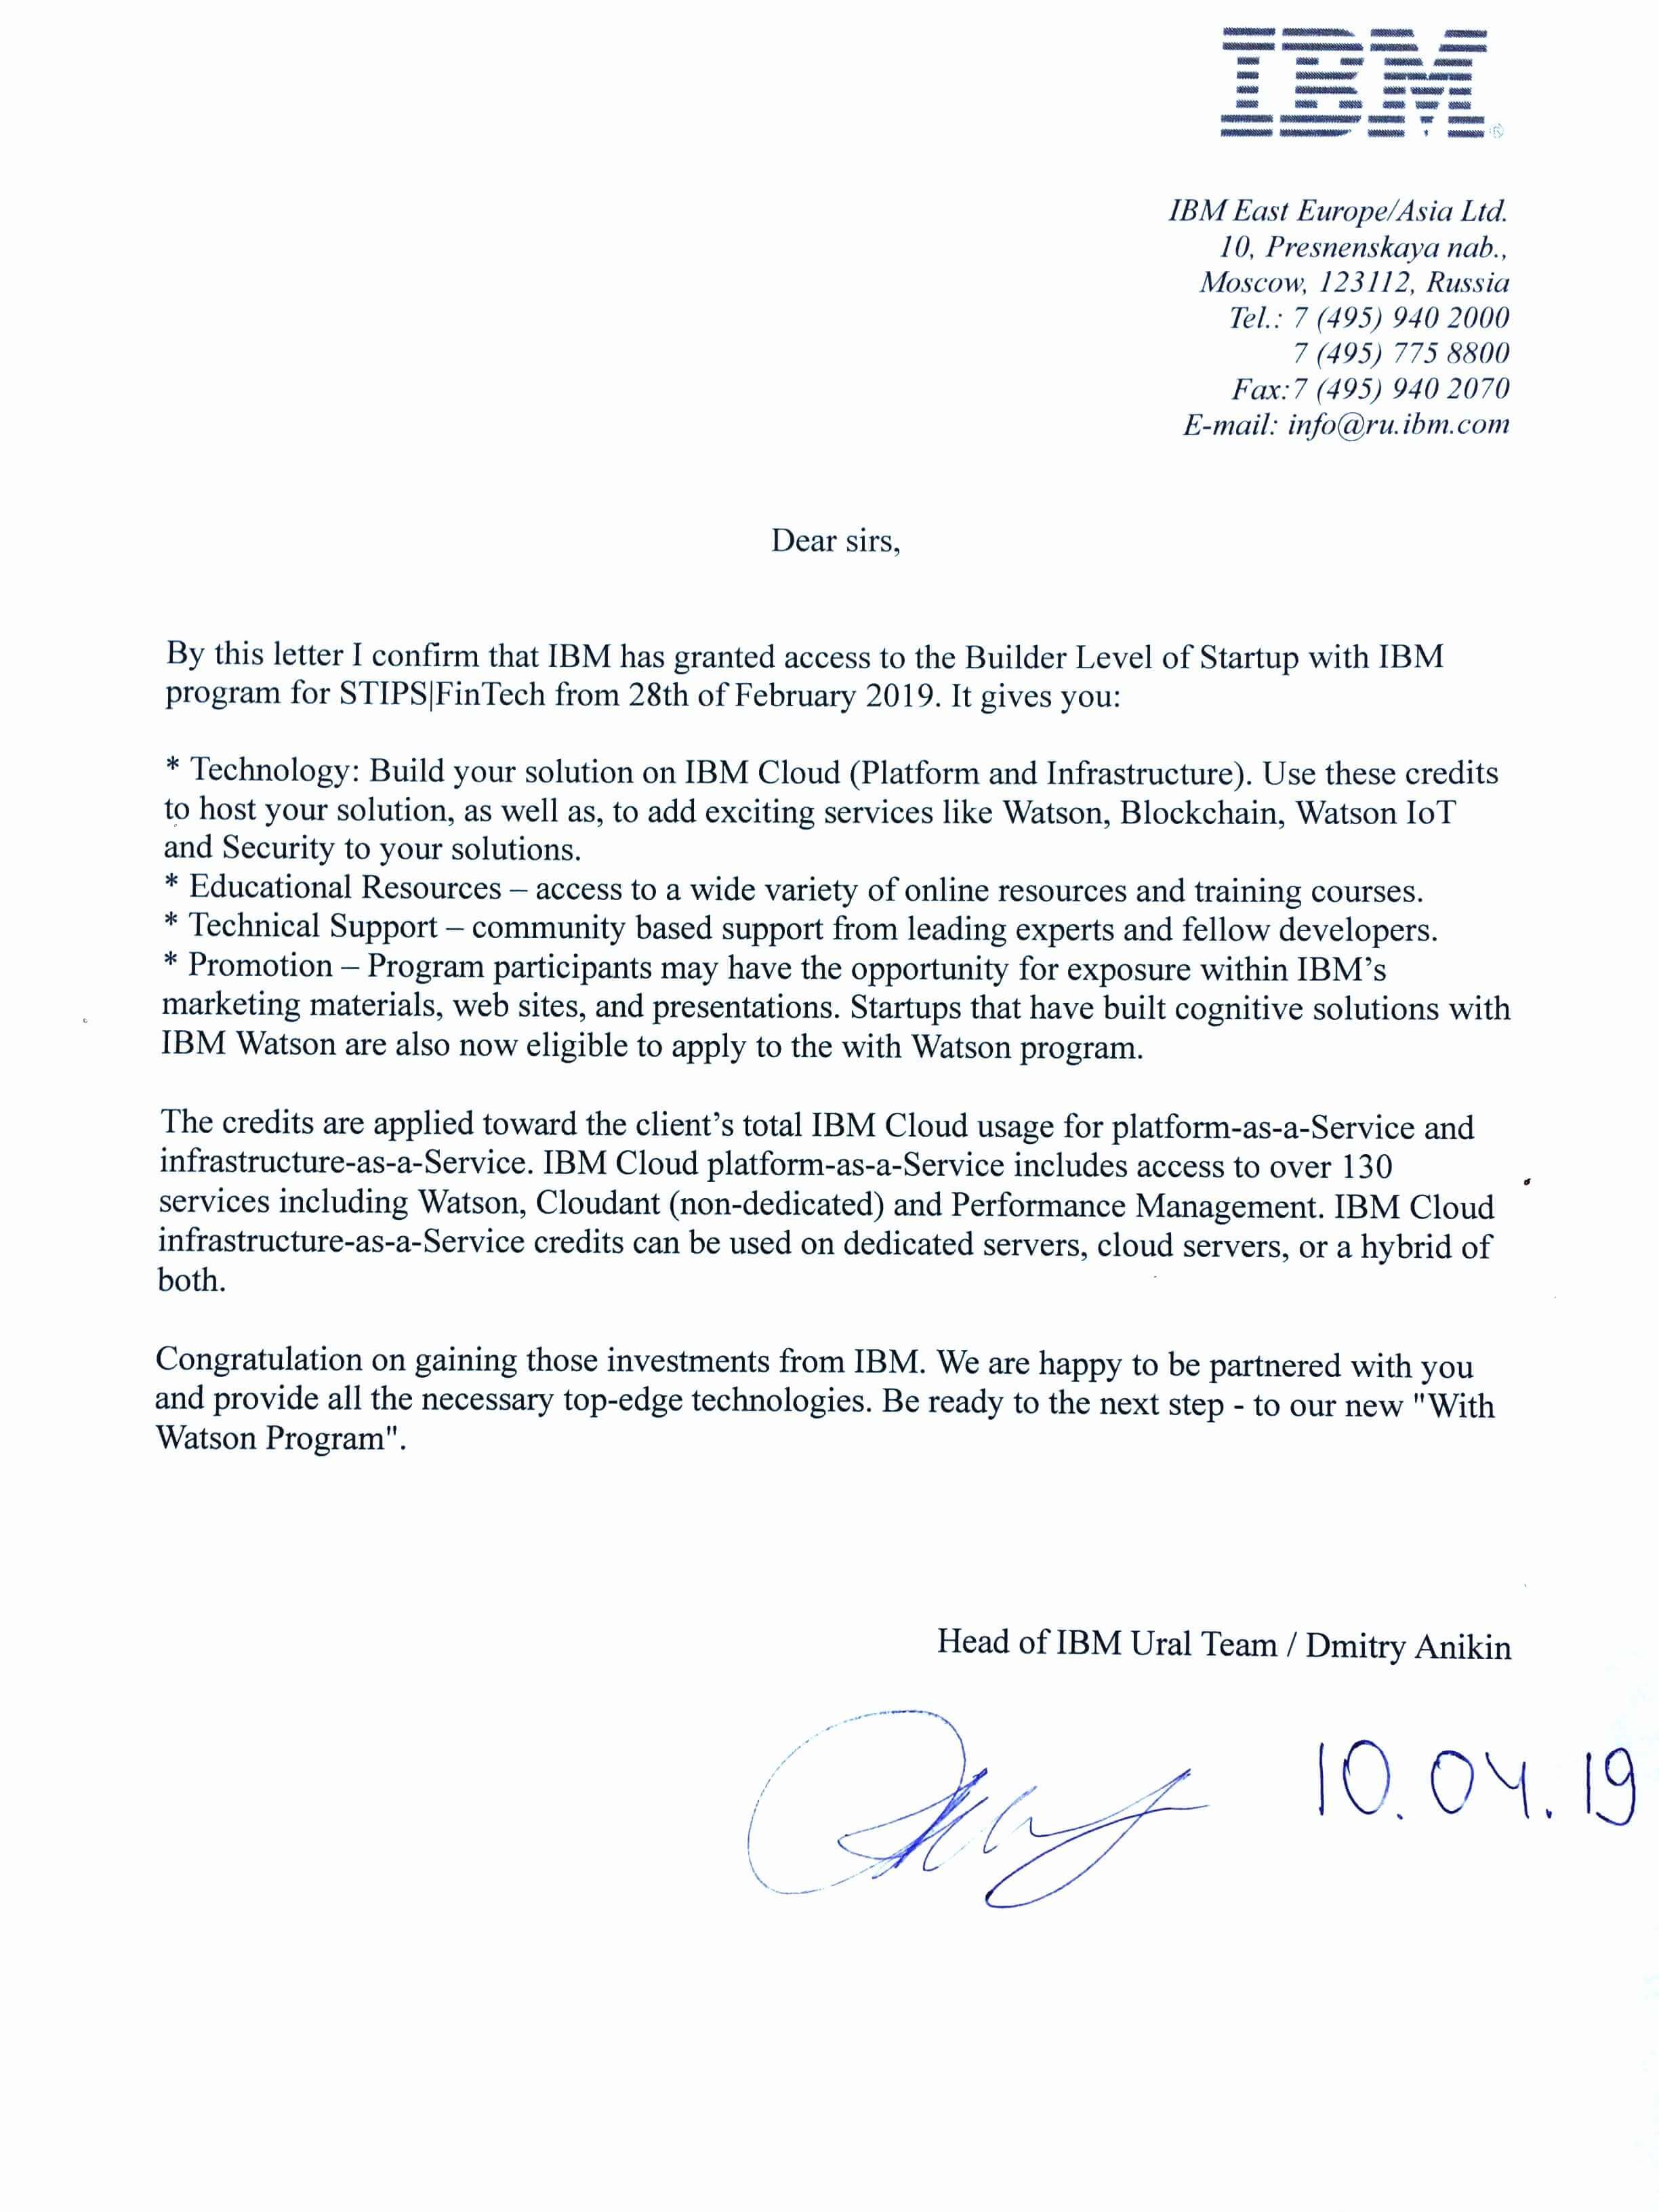 IBM®
IBM East Europe/Asia Ltd.
10, Presnenskaya nab.,
Moscow, 123112, Russia
Tel.: 7 (495) 940 2000
7 (495) 775 8800
Fax:7 (495) 940 2070
E-mail: info@ru.ibm.com
Dear sirs,
By this letter I confirm that IBM has granted access to the Builder Level of Startup with IBM
program for STIPS|FinTech from 28th of February 2019. It gives you:
* Technology: Build your solution on IBM Cloud (Platform and Infrastructure). Use these credits
to host your solution, as well as, to add exciting services like Watson, Blockchain, Watson IoT
and Security to your solutions.
* Educational Resources – access to a wide variety of online resources and training courses.
* Technical Support – community based support from leading experts and fellow developers.
* Promotion – Program participants may have the opportunity for exposure within IBM’s
marketing materials, web sites, and presentations. Startups that have built cognitive solutions with
IBM Watson are also now eligible to apply to the with Watson program.
The credits are applied toward the client’s total IBM Cloud usage for platform-as-a-Service and
infrastructure-as-a-Service. IBM Cloud platform-as-a-Service includes access to over 130
services including Watson, Cloudant (non-dedicated) and Performance Management. IBM Cloud
infrastructure-as-a-Service credits can be used on dedicated servers, cloud servers, or a hybrid of
both.
Congratulation on gaining those investments from IBM. We are happy to be partnered with you
and provide all the necessary top-edge technologies. Be ready to the next step - to our new "With
Watson Program".
Head of IBM Ural Team / Dmitry Anikin
10.04.19